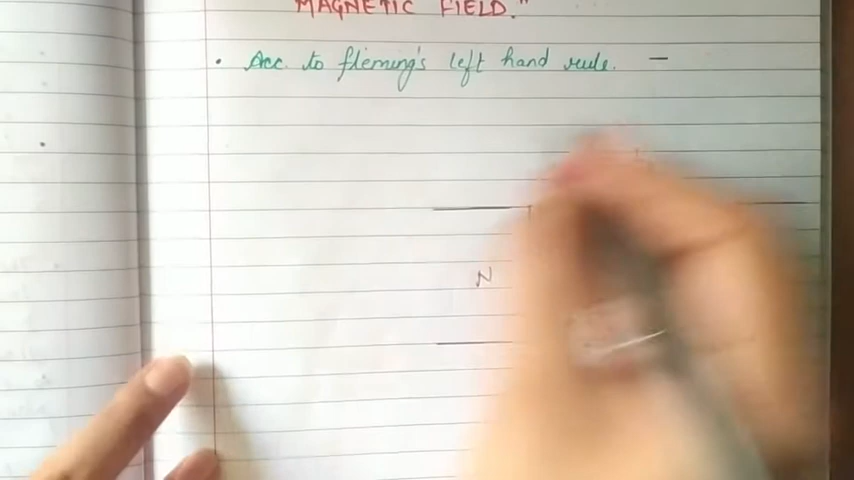 MAGNETIC FIELD."
• Acc. to fleming's left hand rule. —
N